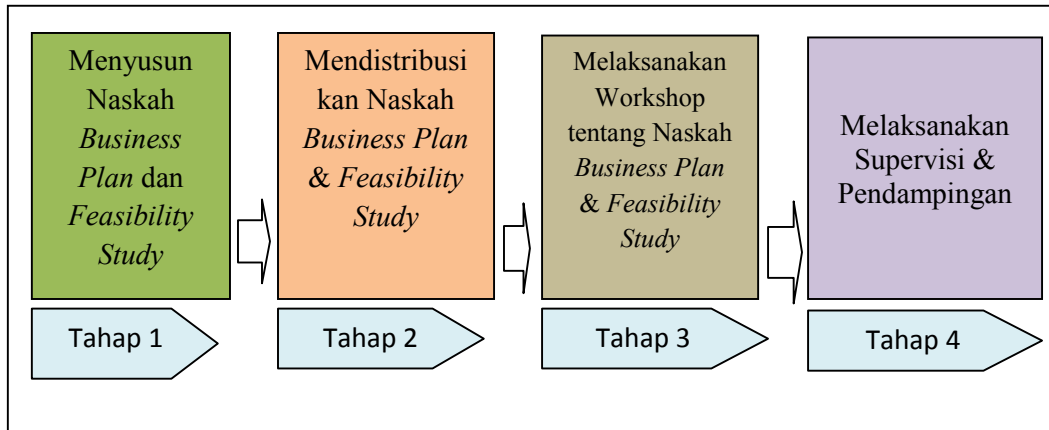 Menyusun
Naskah
Business
Plan dan
Feasibility
Study
Mendistribusi
kan Naskah
Business Plan
& Feasibility
Study
Melaksanakan
Workshop
tentang Naskah
Business Plan
& Feasibility
Study
Melaksanakan
Supervisi &
Pendampingan
Tahap 1
Tahap 2
Tahap 3
Tahap 4